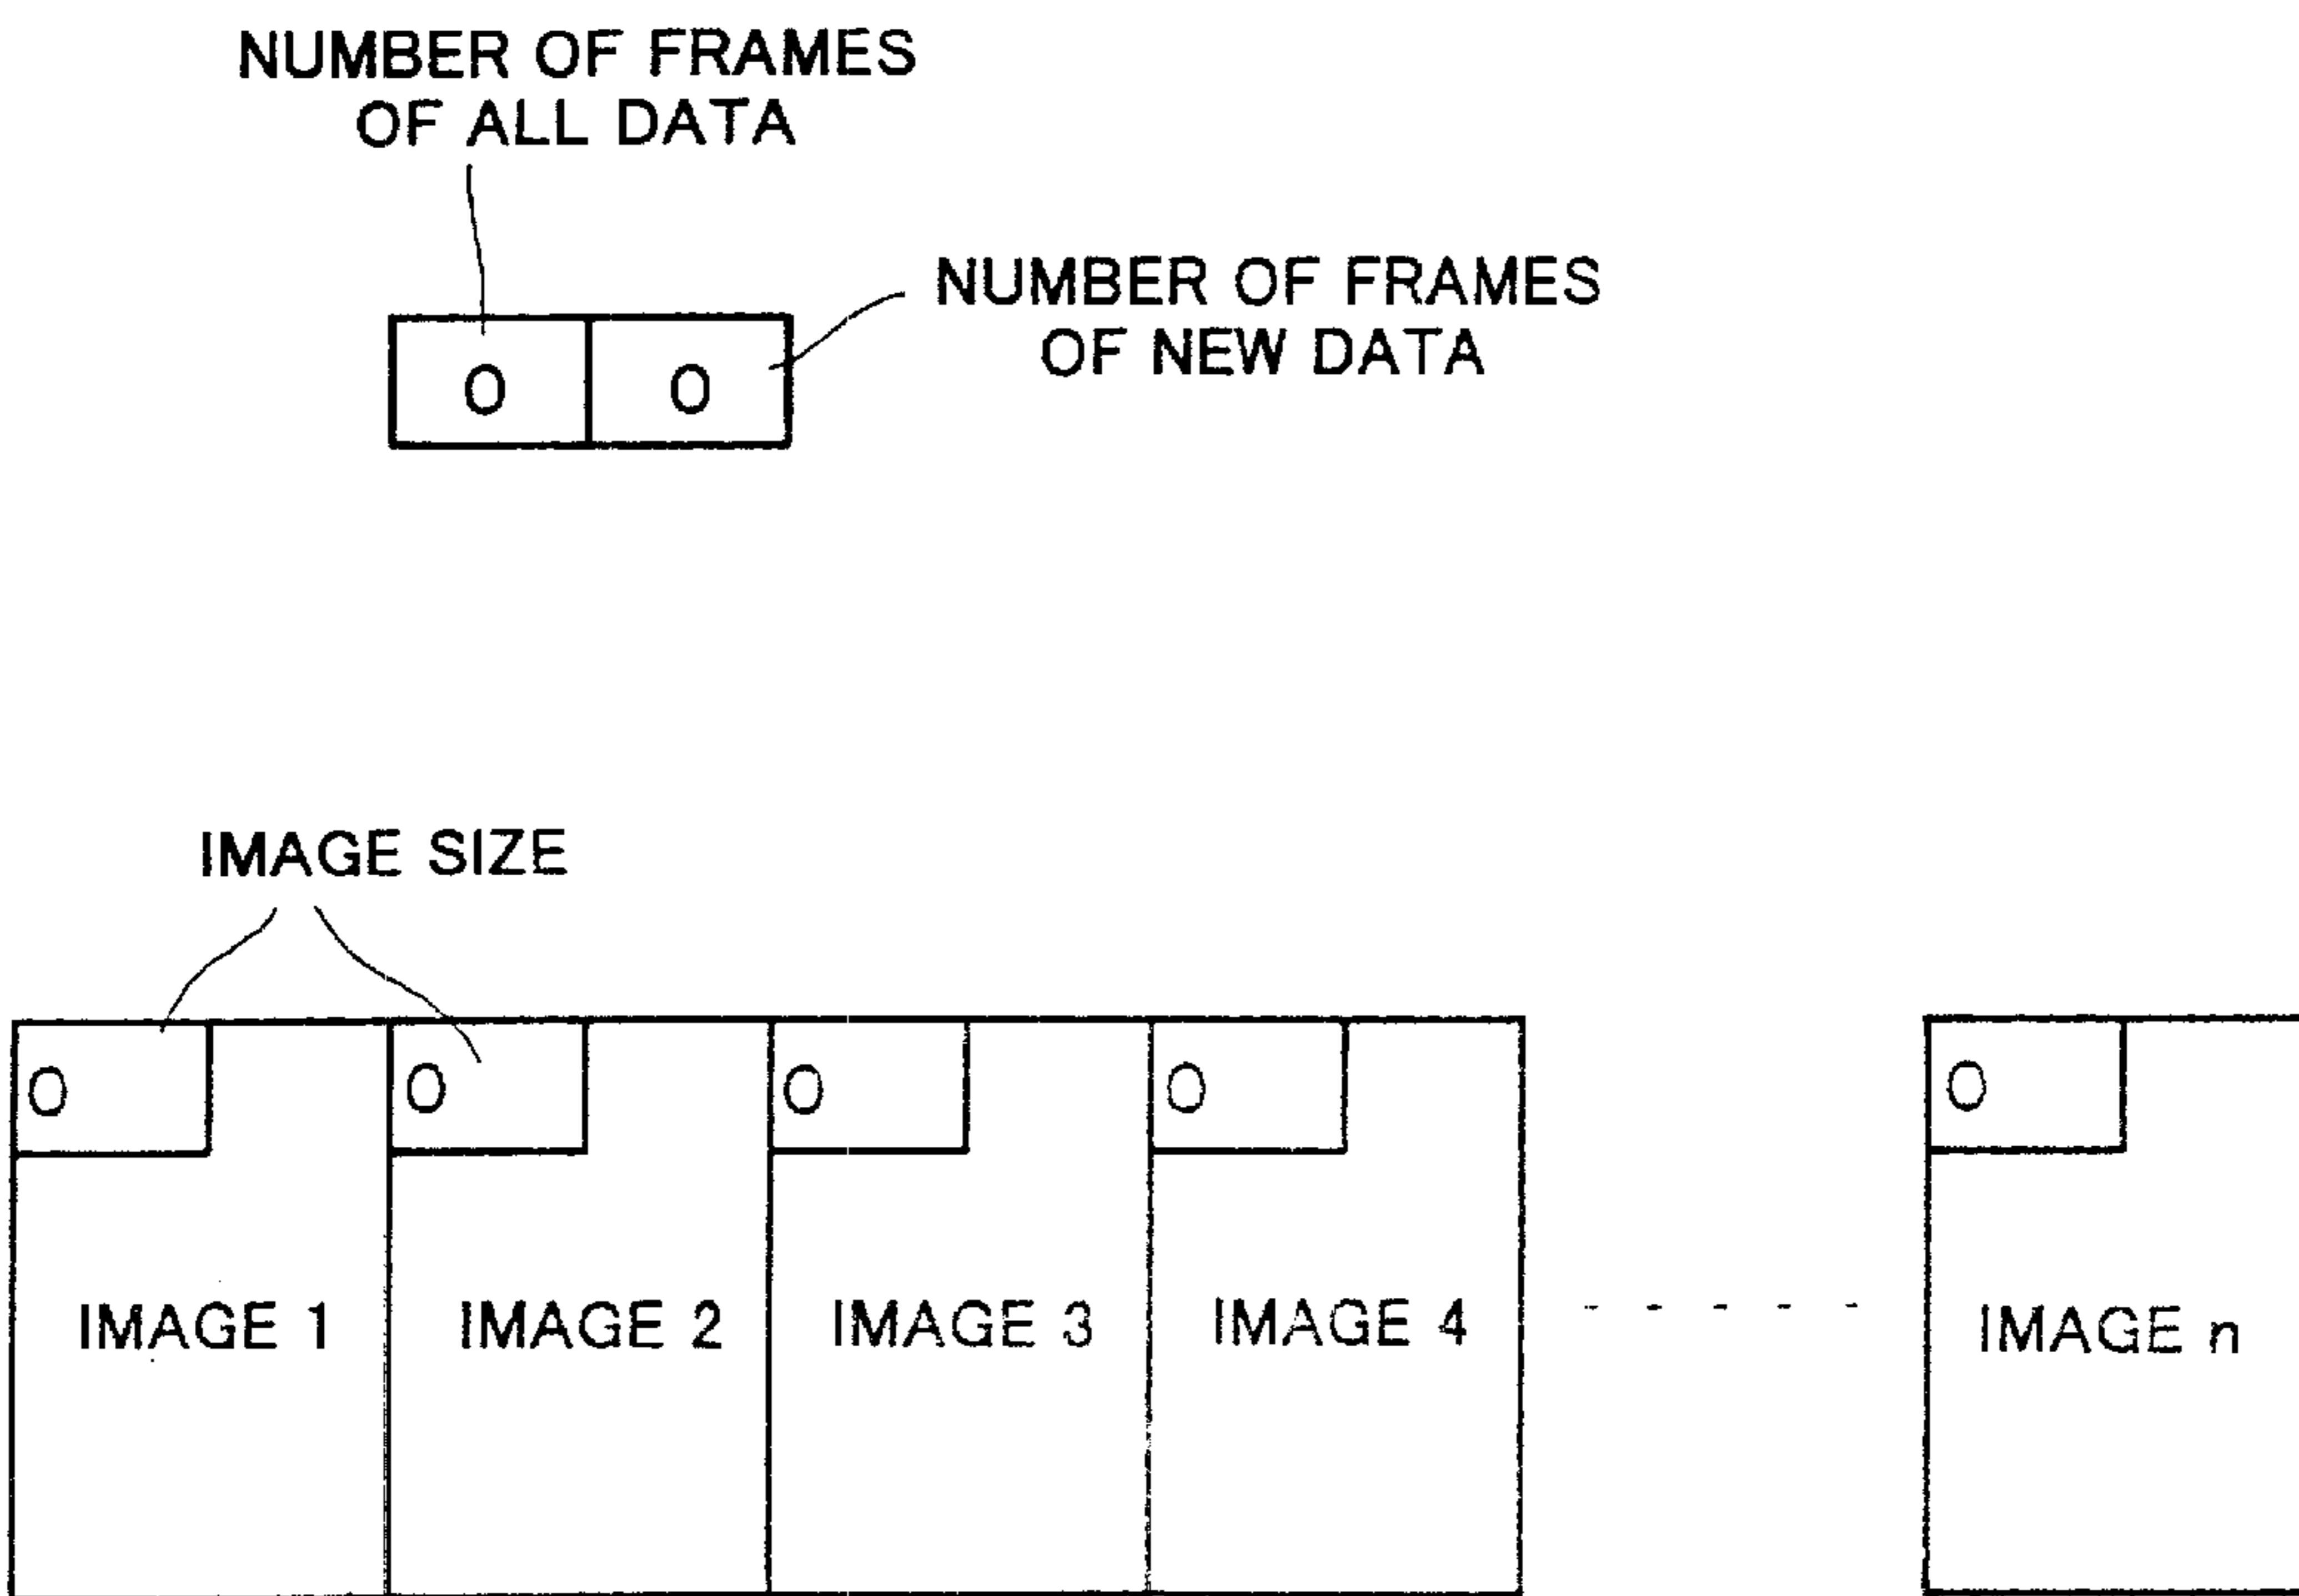 NUMBER OF FRAMES
OF ALL DATA
NUMBER OF FRAMES
OF NEW DATA
0 0
IMAGE SIZE
0 0 0 0 0
IMAGE 1 IMAGE 2 IMAGE 3 IMAGE 4 - - - - - IMAGE n